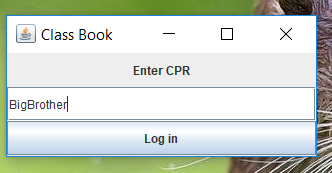 Class Book
Enter CPR
BigBrother
Log in